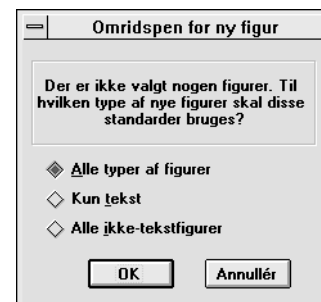 Omridspen for ny figur
Der er ikke valgt nogen figurer. Til
hvilken type af nye figurer skal disse
standarder bruges?
Alle typer af figurer
Kun tekst
Alle ikke-tekstfigurer
OK
Annullér